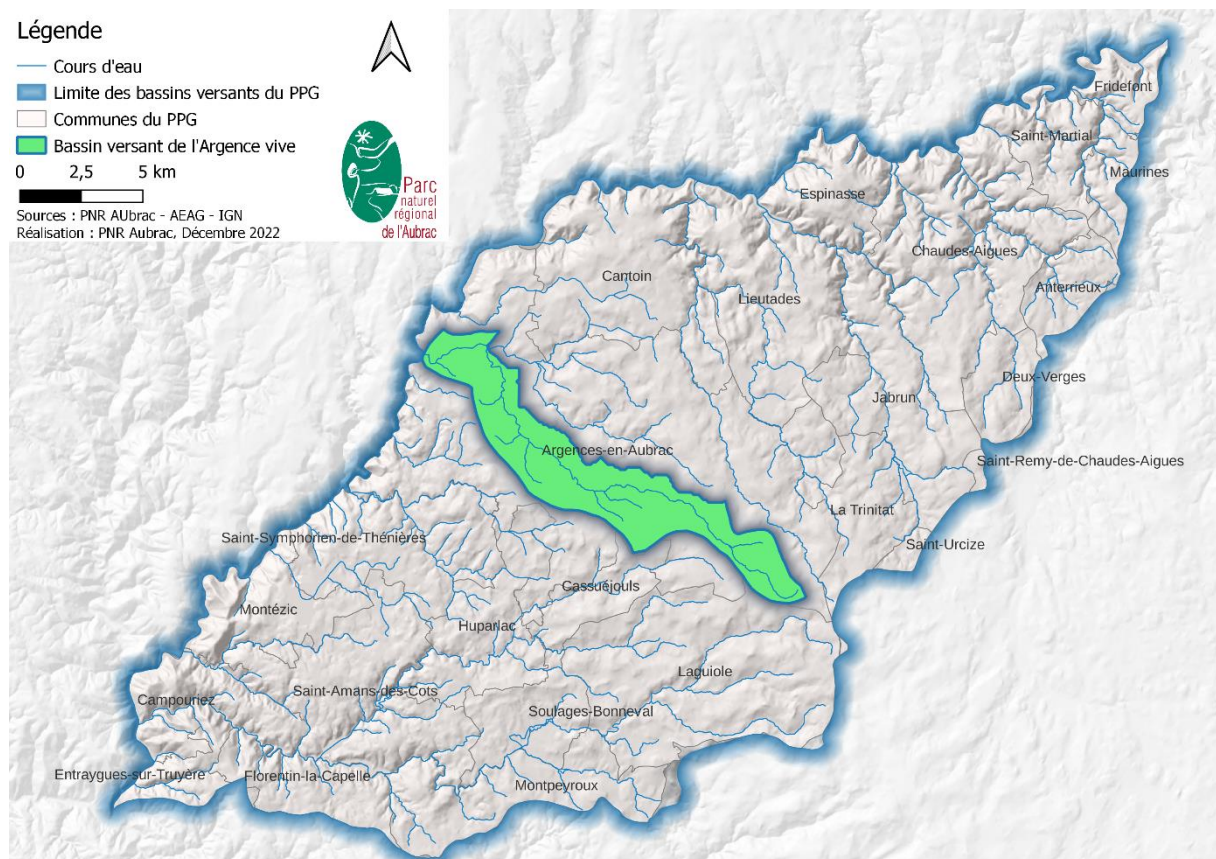 Légende
Cours d'eau
Limite des bassins versants du PPG
Communes du PPG
Bassin versant de l'Argence vive
0 2,5 5 km
Sources : PNR AUbrac - AEAG - IGN
Réalisation : PNR Aubrac, Décembre 2022
Parc
naturel
régional
de l'Aubrac
Fridefont
Saint-Martial
Maurines
Espinasse
Chaudes-Aigues
Cantoin
Lieutades
Anterrieux
Deux-Verges
Jabrun
Argences-en-Aubrac
Saint-Remy-de-Chaudes-Aigues
La Trinitat
Saint-Urcize
Saint-Symphorien-de-Thénières
Cassuéjouls
Montézic
Huparlac
Laguiole
Saint-Amans-des-Cots
Campouriez
Soulages-Bonneval
Entraygues-sur-Truyère
Florentin-la-Capelle
Montpeyroux